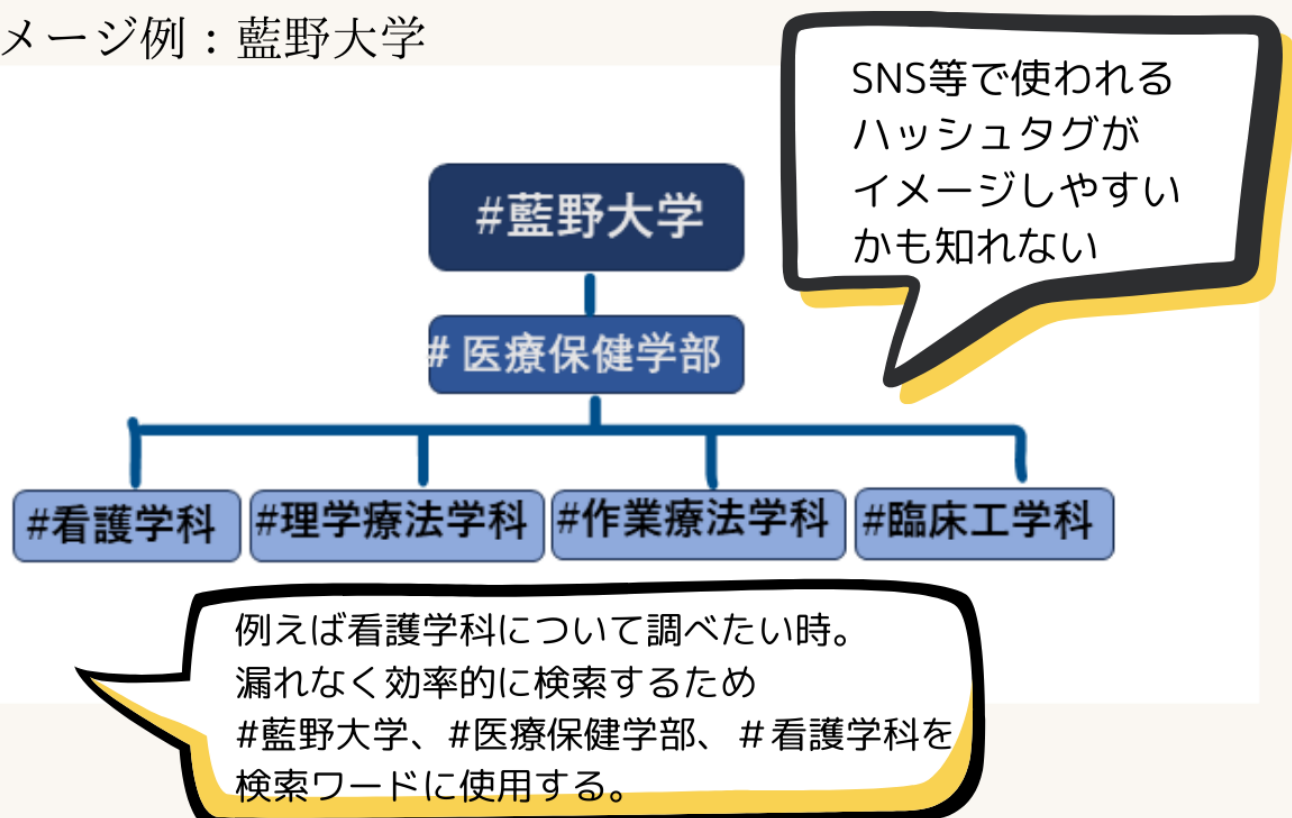 メージ例：藍野大学
SNS等で使われる
ハッシュタグが
イメージしやすい
かも知れない
#藍野大学
# 医療保健学部
#看護学科
#理学療法学科
#作業療法学科
#臨床工学科
例えば看護学科について調べたい時。
漏れなく効率的に検索するため
#藍野大学、#医療保健学部、＃看護学科を
検索ワードに使用する。